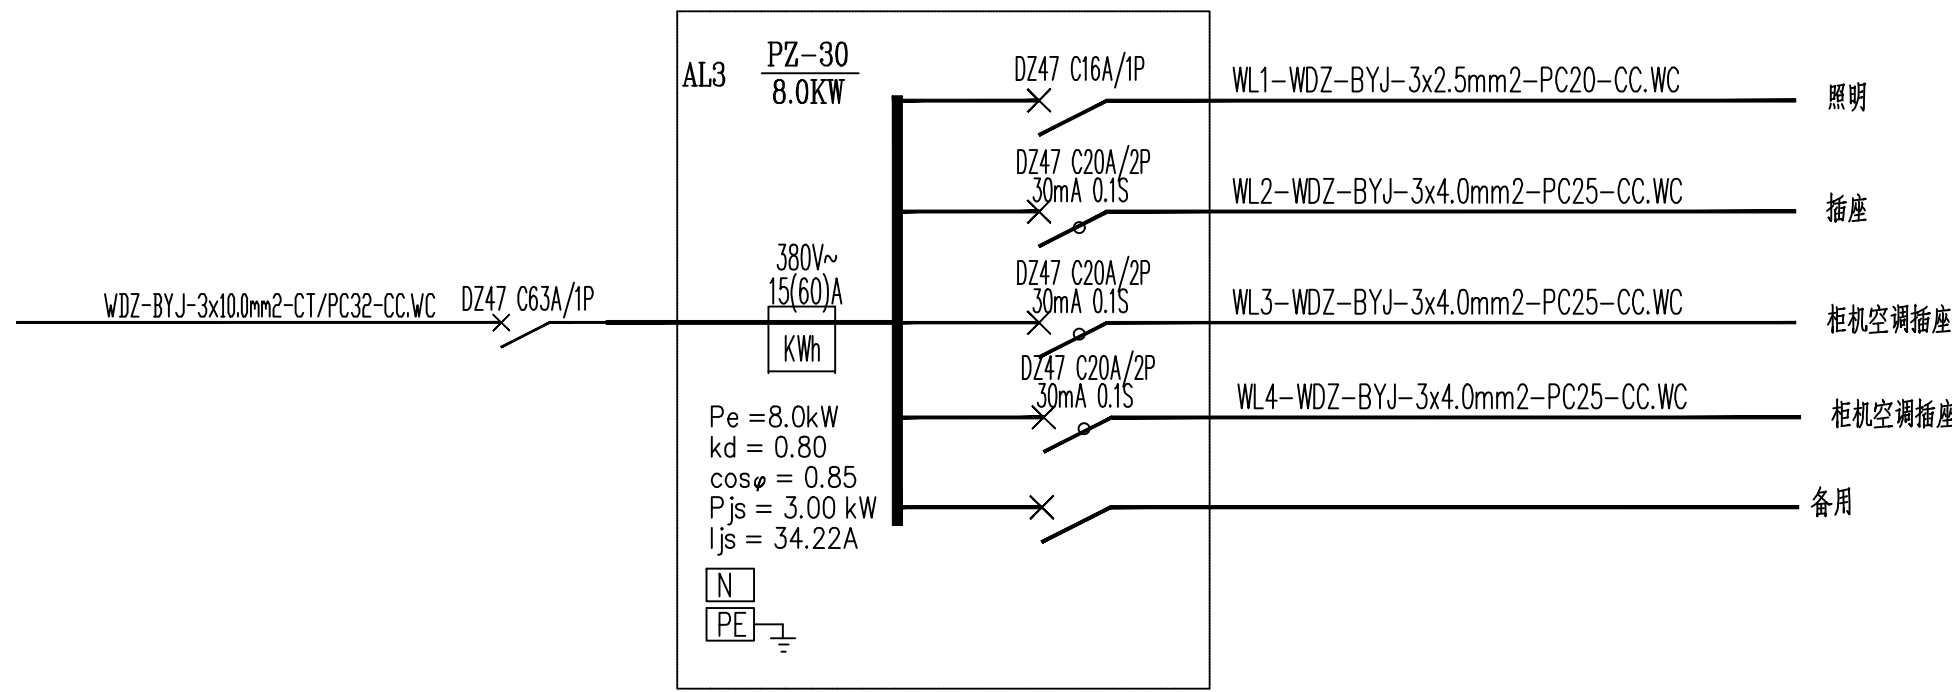 AL3
PZ-30
8.0KW
DZ47 C16A/1P
WL1-WDZ-BYJ-3x2.5mm2-PC20-CC.WC
照明
DZ47 C20A/2P
30mA 0.1S
WL2-WDZ-BYJ-3x4.0mm2-PC25-CC.WC
插座
WDZ-BYJ-3x10.0mm2-CT/PC32-CC.WC
DZ47 C63A/1P
380V~
15(60)A
KWh
DZ47 C20A/2P
30mA 0.1S
WL3-WDZ-BYJ-3x4.0mm2-PC25-CC.WC
柜机空调插座
DZ47 C20A/2P
30mA 0.1S
WL4-WDZ-BYJ-3x4.0mm2-PC25-CC.WC
柜机空调插座
备用
Pe =8.0kW
kd = 0.80
cosφ = 0.85
Pjs = 3.00 kW
Ijs = 34.22A
N
PE